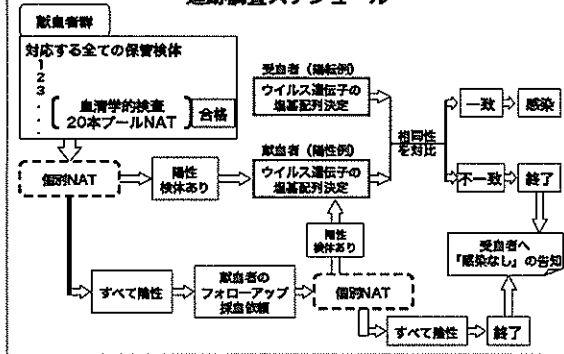 追跡調査スケジュール
献血者群
対応する全ての保管検体
1
2
3
・
・
・
血清学的検査
20本プールNAT
合格
受血者（陽転例）
ウイルス遺伝子の
塩基配列決定
献血者（陽性例）
ウイルス遺伝子の
塩基配列決定
相同性
を対比
一致
感染
不一致
終了
個別NAT
陽性
検体あり
陽性
検体あり
受血者へ
「感染なし」の告知
すべて陰性
献血者の
フォローアップ
採血依頼
個別NAT
すべて陰性
終了